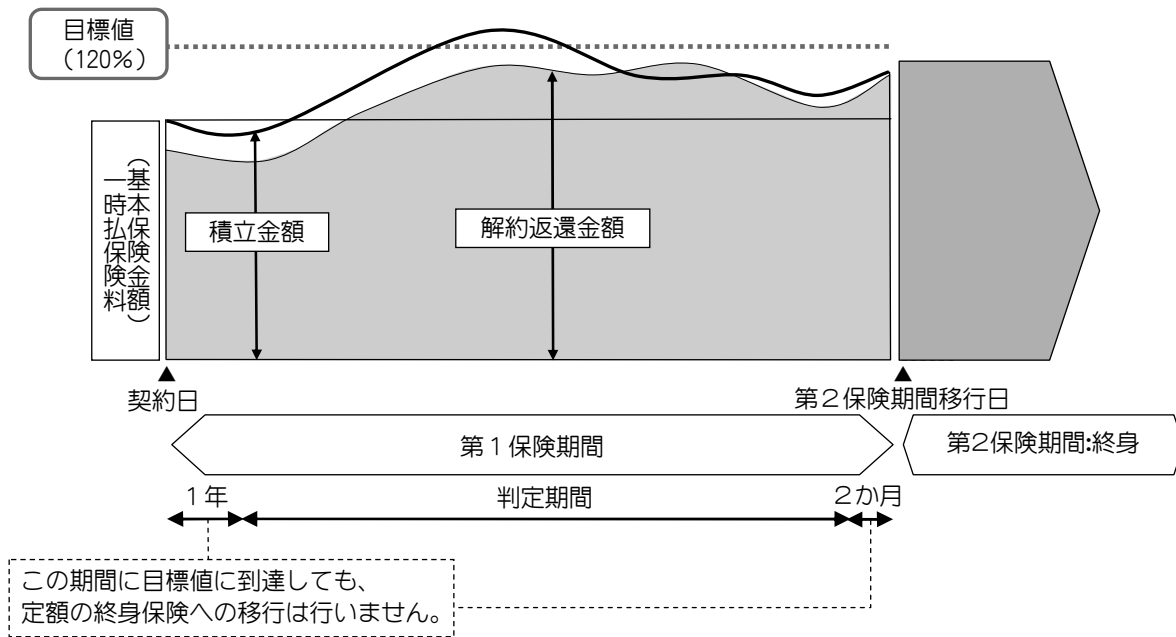 目標値
（120％）
一時払保険料
（基本保険金額）
積立金額
解約返還金額
▲
契約日
▲
第２保険期間移行日
第１保険期間
第2保険期間:終身
１年
判定期間
２か月
この期間に目標値に到達しても、
定額の終身保険への移行は行いません。